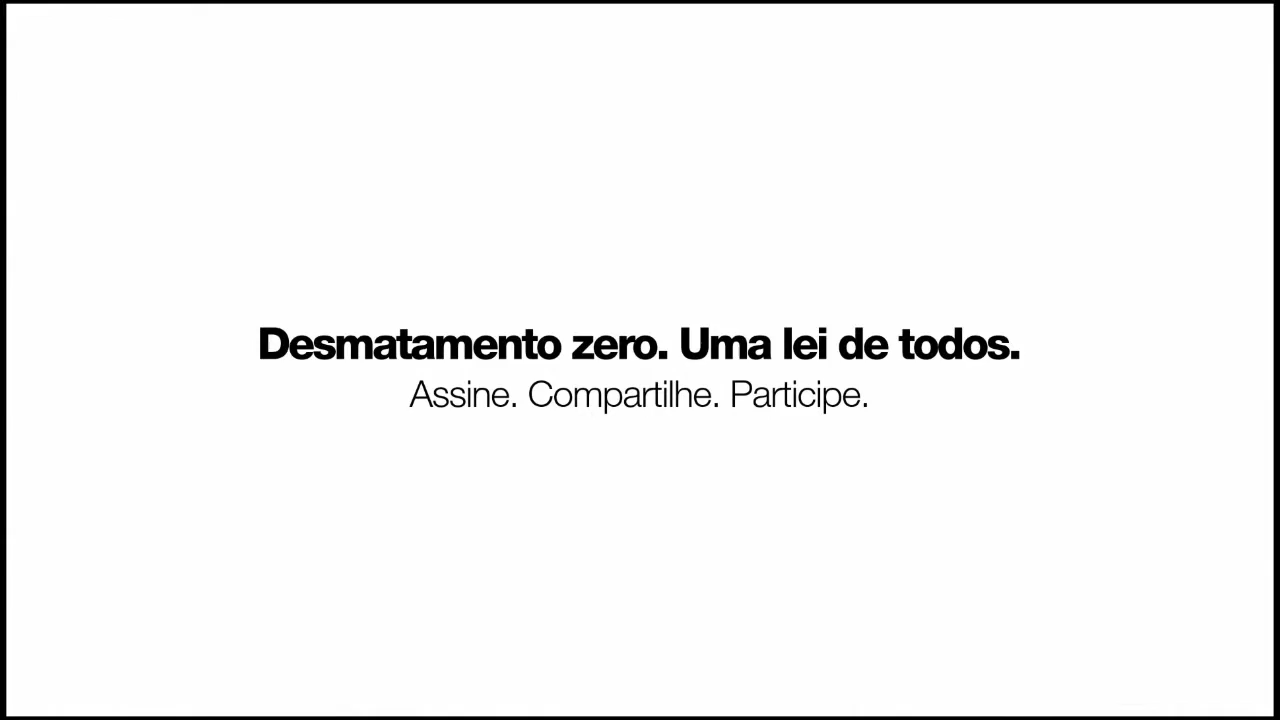 Desmatamento zero. Uma lei de todos.
Assine. Compartilhe. Participe.